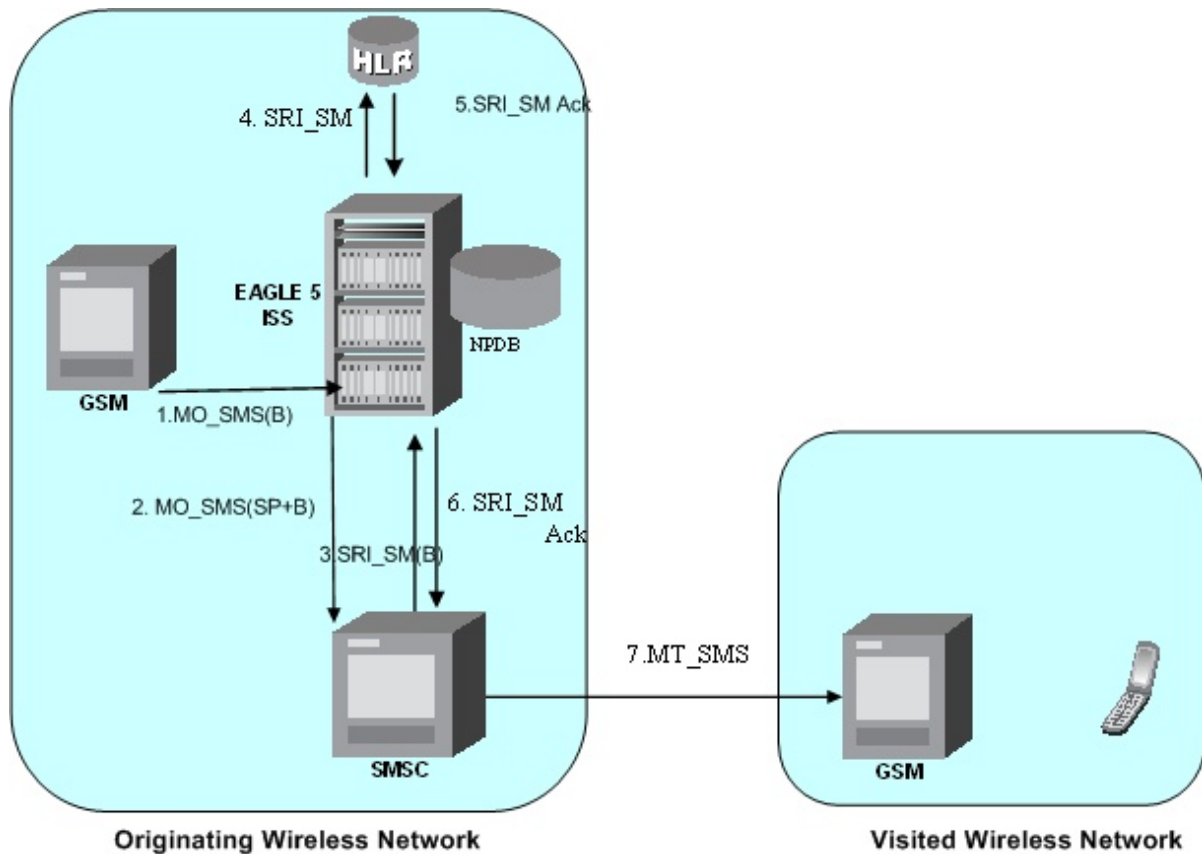 HLR
4. SRI_SM
5.SRI_SM Ack
EAGLE 5
ISS
NPDB
GSM
1.MO_SMS(B)
2. MO_SMS(SP+B)
3.SRI_SM(B)
6. SRI_SM
Ack
7.MT_SMS
SMSC
GSM
Originating Wireless Network
Visited Wireless Network